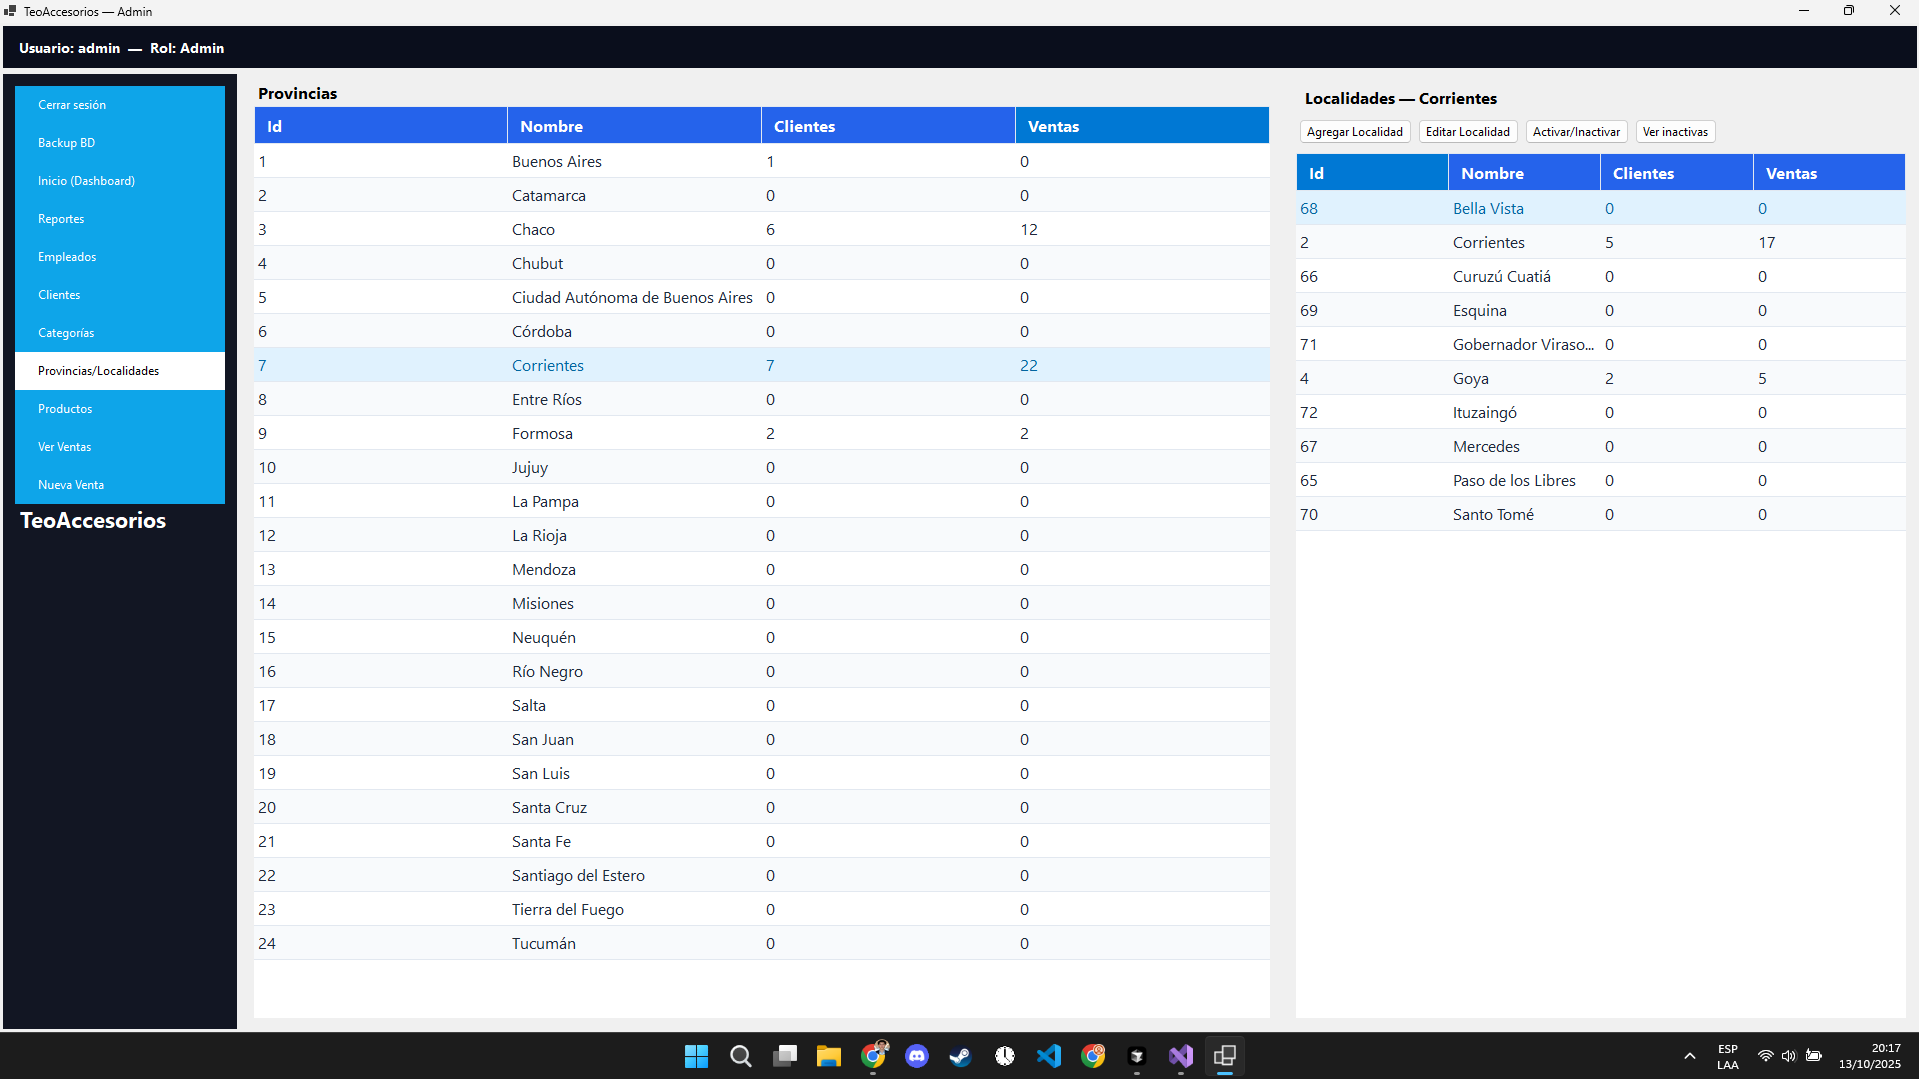 TeoAccesorios — Admin
Usuario: admin — Rol: Admin
Cerrar sesión
Backup BD
Inicio (Dashboard)
Reportes
Empleados
Clientes
Categorías
Provincias/Localidades
Productos
Ver Ventas
Nueva Venta
TeoAccesorios
Provincias
Id Nombre Clientes Ventas
1 Buenos Aires 1 0
2 Catamarca 0 0
3 Chaco 6 12
4 Chubut 0 0
5 Ciudad Autónoma de Buenos Aires 0 0
6 Córdoba 0 0
7 Corrientes 7 22
8 Entre Ríos 0 0
9 Formosa 2 2
10 Jujuy 0 0
11 La Pampa 0 0
12 La Rioja 0 0
13 Mendoza 0 0
14 Misiones 0 0
15 Neuquén 0 0
16 Río Negro 0 0
17 Salta 0 0
18 San Juan 0 0
19 San Luis 0 0
20 Santa Cruz 0 0
21 Santa Fe 0 0
22 Santiago del Estero 0 0
23 Tierra del Fuego 0 0
24 Tucumán 0 0
Localidades — Corrientes
Agregar Localidad Editar Localidad Activar/Inactivar Ver inactivas
Id Nombre Clientes Ventas
68 Bella Vista 0 0
2 Corrientes 5 17
66 Curuzú Cuatiá 0 0
69 Esquina 0 0
71 Gobernador Viraso... 0 0
4 Goya 2 5
72 Ituzaingó 0 0
67 Mercedes 0 0
65 Paso de los Libres 0 0
70 Santo Tomé 0 0
ESP
LAA
20:17
13/10/2025